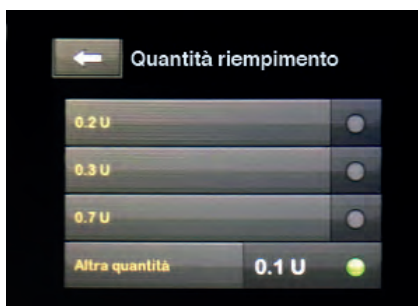 Quantità riempimento
0.2 U
0.3 U
0.7 U
Altra quantità 0.1 U